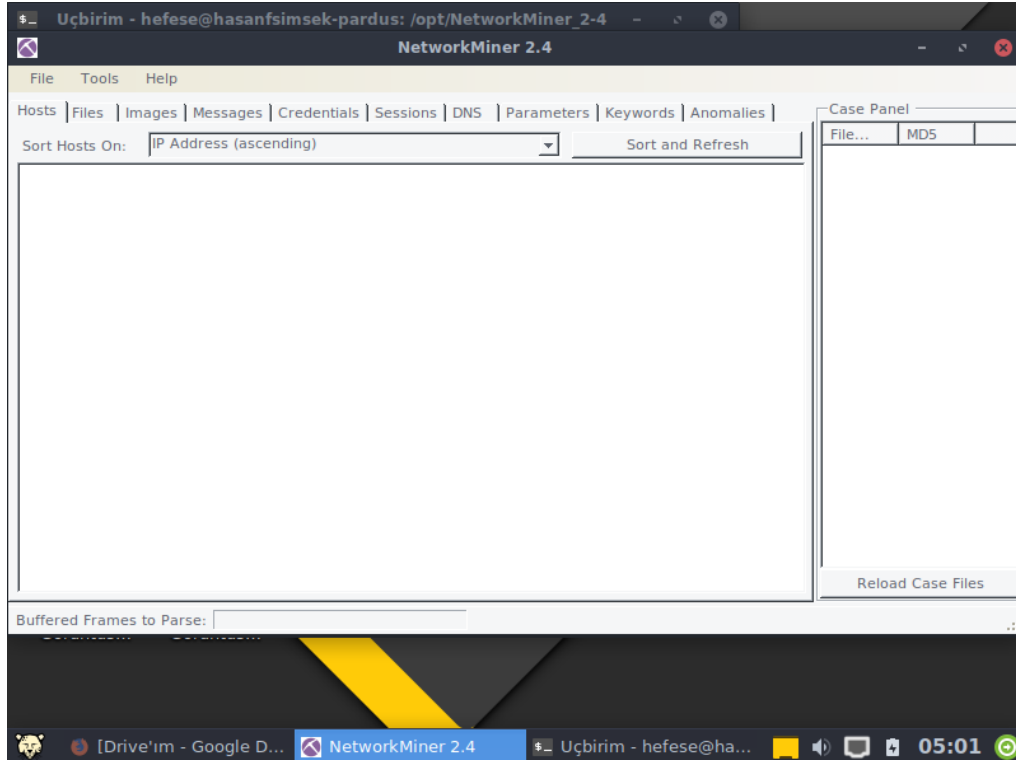 Uçbirim - hefese@hasanfsimsek-pardus: /opt/NetworkMiner_2-4
NetworkMiner 2.4
File Tools Help
Hosts Files Images Messages Credentials Sessions DNS Parameters Keywords Anomalies
Case Panel
Sort Hosts On: IP Address (ascending) Sort and Refresh
File... MD5
Reload Case Files
Buffered Frames to Parse:
[Drive'ım - Google D... NetworkMiner 2.4 $_ Uçbirim - hefese@ha... 05:01